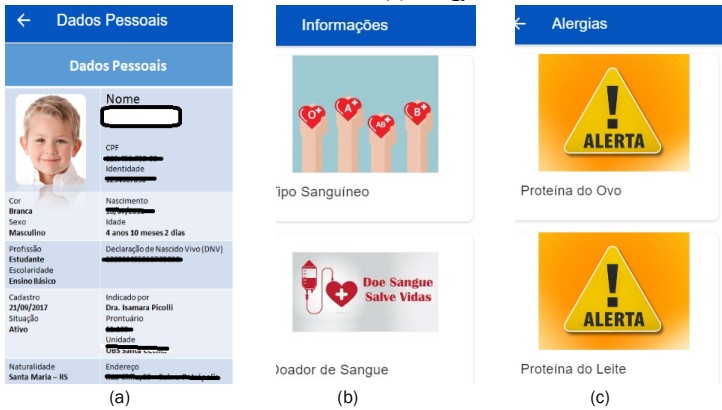 ← Dados Pessoais
Dados Pessoais
Nome
CPF
Identidade
Cor
Branca
Sexo
Masculino
Nascimento
Idade
4 anos 10 meses 2 dias
Profissão
Estudante
Escolaridade
Ensino Básico
Declaração de Nascido Vivo (DNV)
Cadastro
21/09/2017
Situação
Ativo
Indicado por
Dra. Isamara Picolli
Prontuário
Unidade
UBS Santa
Naturalidade
Santa Maria – RS
Endereço
(a)
Informações
O+ A+ AB+ B+
Tipo Sanguíneo
Doe Sangue
Salve Vidas
Doador de Sangue
(b)
← Alergias
ALERTA
Proteína do Ovo
ALERTA
Proteína do Leite
(c)